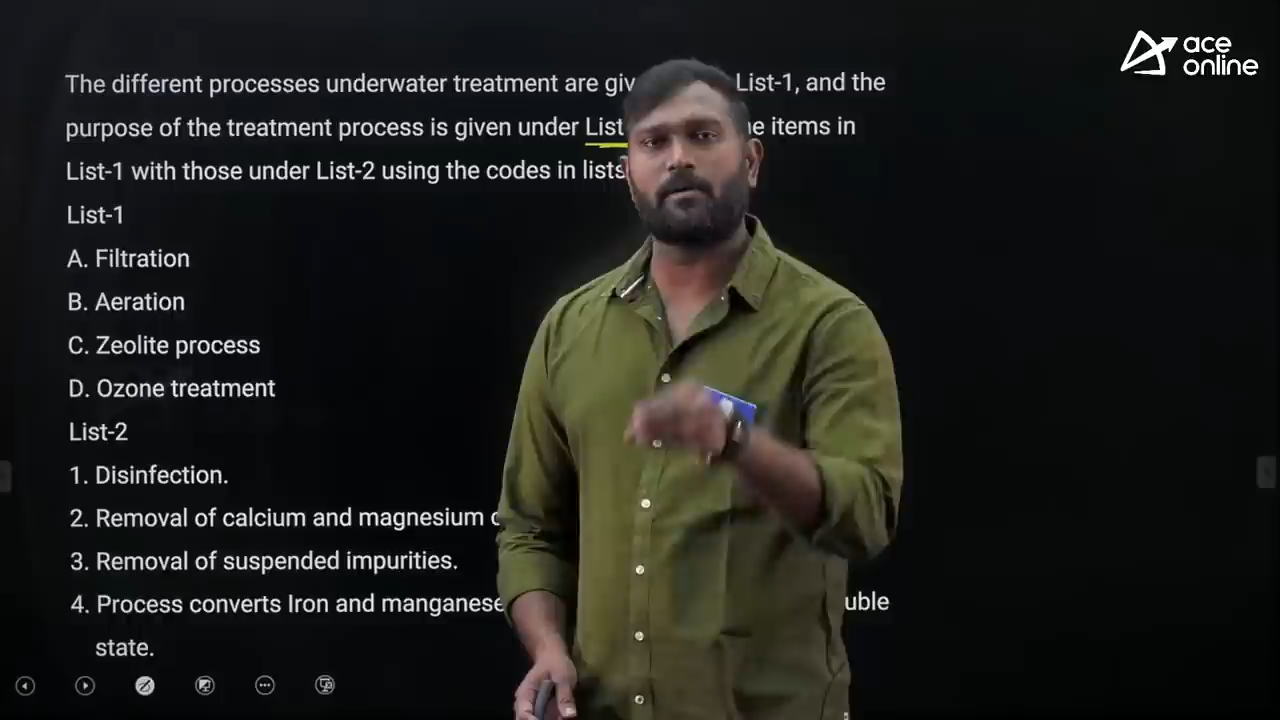 ace
online
The different processes underwater treatment are List-1, and the
purpose of the treatment process is given under items in
List-1 with those under List-2 using the codes in lists
List-1
A. Filtration
B. Aeration
C. Zeolite process
D. Ozone treatment
List-2
1. Disinfection.
2. Removal of calcium and magnesium
3. Removal of suspended impurities.
4. Process converts Iron and manganese
state.